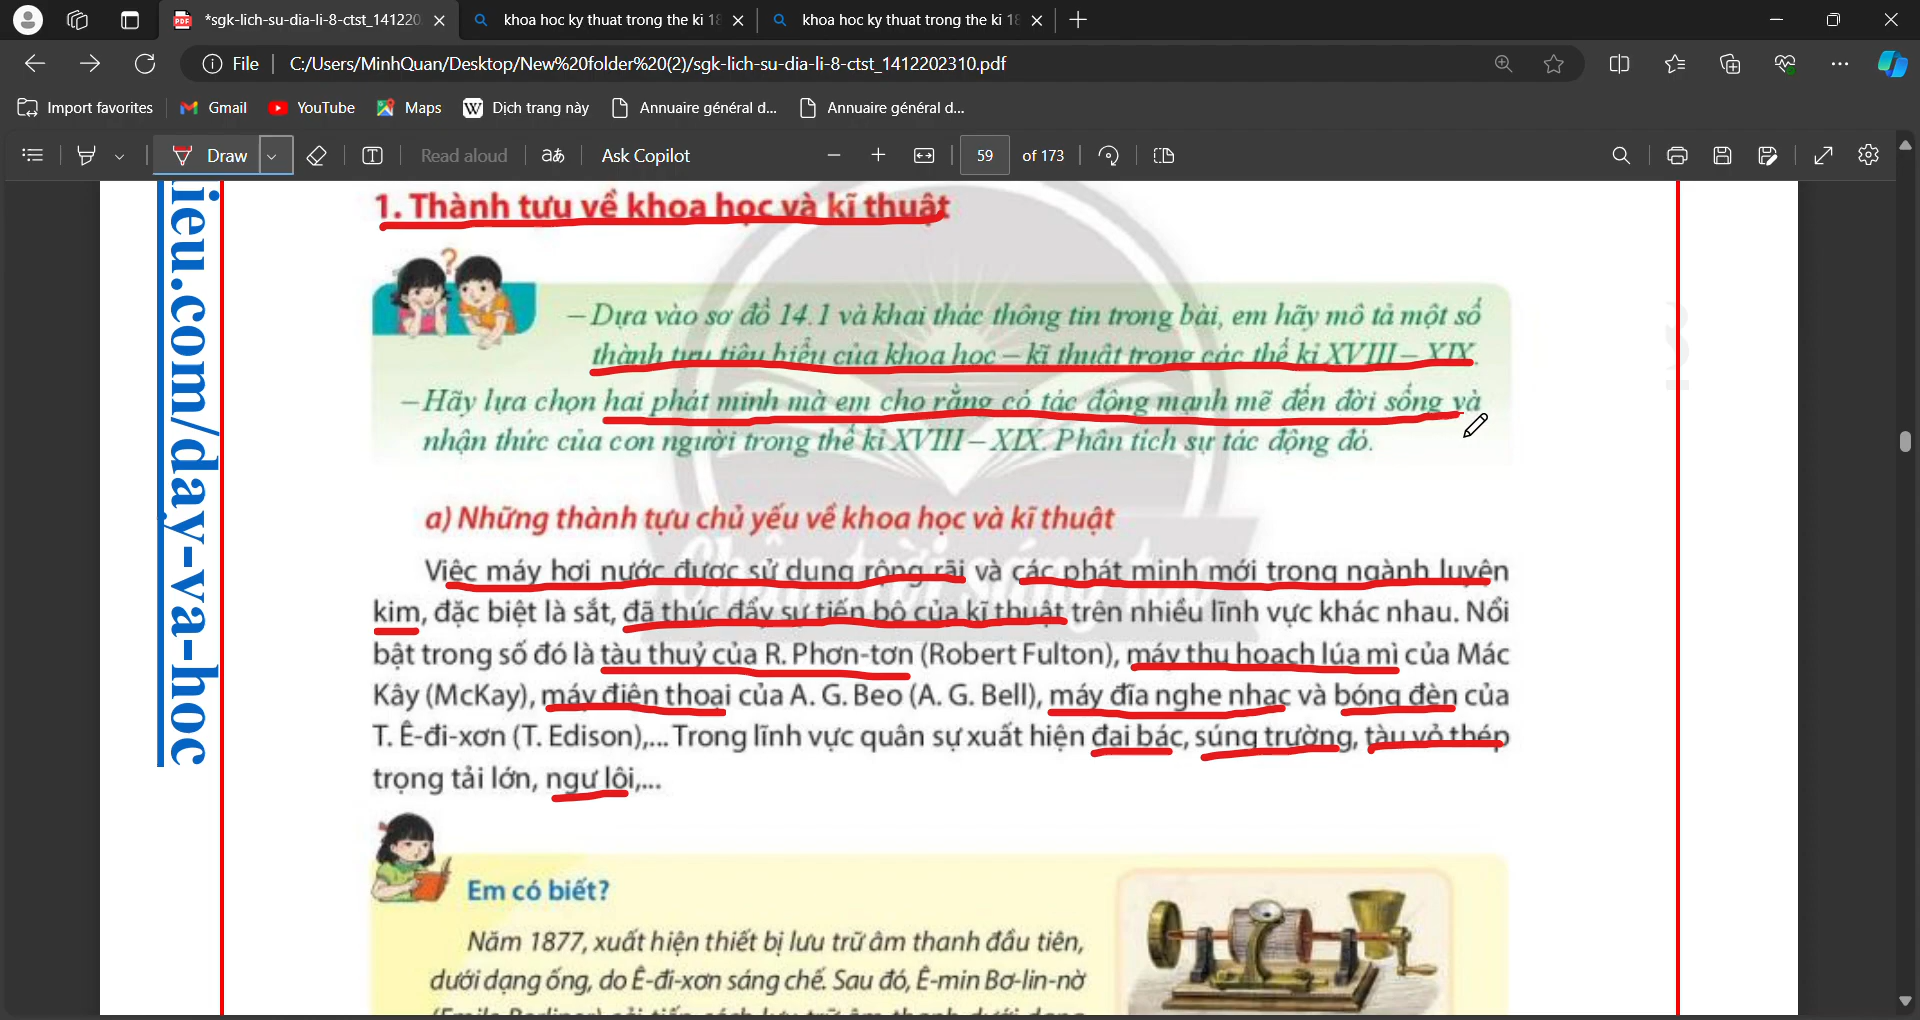 *sgk-lich-su-dia-li-8-ctst_141220
khoa hoc ky thuat trong the ki 18
khoa hoc ky thuat trong the ki 18
File
C:/Users/MinhQuan/Desktop/New%20folder%20(2)/sgk-lich-su-dia-li-8-ctst_1412202310.pdf
Import favorites
Gmail
YouTube
Maps
Dịch trang này
Annuaire général d...
Annuaire général d...
Draw
Read aloud
Ask Copilot
59 of 173
ieu.com/day-va-hoc
1. Thành tựu về khoa học và kĩ thuật
– Dựa vào sơ đồ 14.1 và khai thác thông tin trong bài, em hãy mô tả một số
thành tựu tiêu biểu của khoa học – kĩ thuật trong các thế kỉ XVIII – XIX.
– Hãy lựa chọn hai phát minh mà em cho rằng có tác động mạnh mẽ đến đời sống và
nhận thức của con người trong thế kỉ XVIII – XIX. Phân tích sự tác động đó.
a) Những thành tựu chủ yếu về khoa học và kĩ thuật
Chân trời sáng tạo
Việc máy hơi nước được sử dụng rộng rãi và các phát minh mới trong ngành luyện
kim, đặc biệt là sắt, đã thúc đẩy sự tiến bộ của kĩ thuật trên nhiều lĩnh vực khác nhau. Nổi
bật trong số đó là tàu thuỷ của R. Phơn-tơn (Robert Fulton), máy thu hoạch lúa mì của Mác
Kây (McKay), máy điện thoại của A. G. Beo (A. G. Bell), máy đĩa nghe nhạc và bóng đèn của
T. Ê-đi-xơn (T. Edison),... Trong lĩnh vực quân sự xuất hiện đại bác, súng trường, tàu vỏ thép
trọng tải lớn, ngư lôi,...
Em có biết?
Năm 1877, xuất hiện thiết bị lưu trữ âm thanh đầu tiên,
dưới dạng ống, do Ê-đi-xơn sáng chế. Sau đó, Ê-min Bơ-lin-nờ